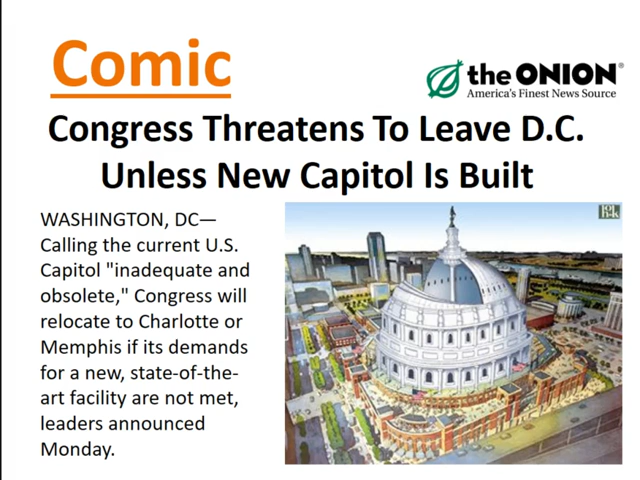 Comic
the ONION®
America's Finest News Source
Congress Threatens To Leave D.C.
Unless New Capitol Is Built
WASHINGTON, DC—
Calling the current U.S.
Capitol "inadequate and
obsolete," Congress will
relocate to Charlotte or
Memphis if its demands
for a new, state-of-the-
art facility are not met,
leaders announced
Monday.